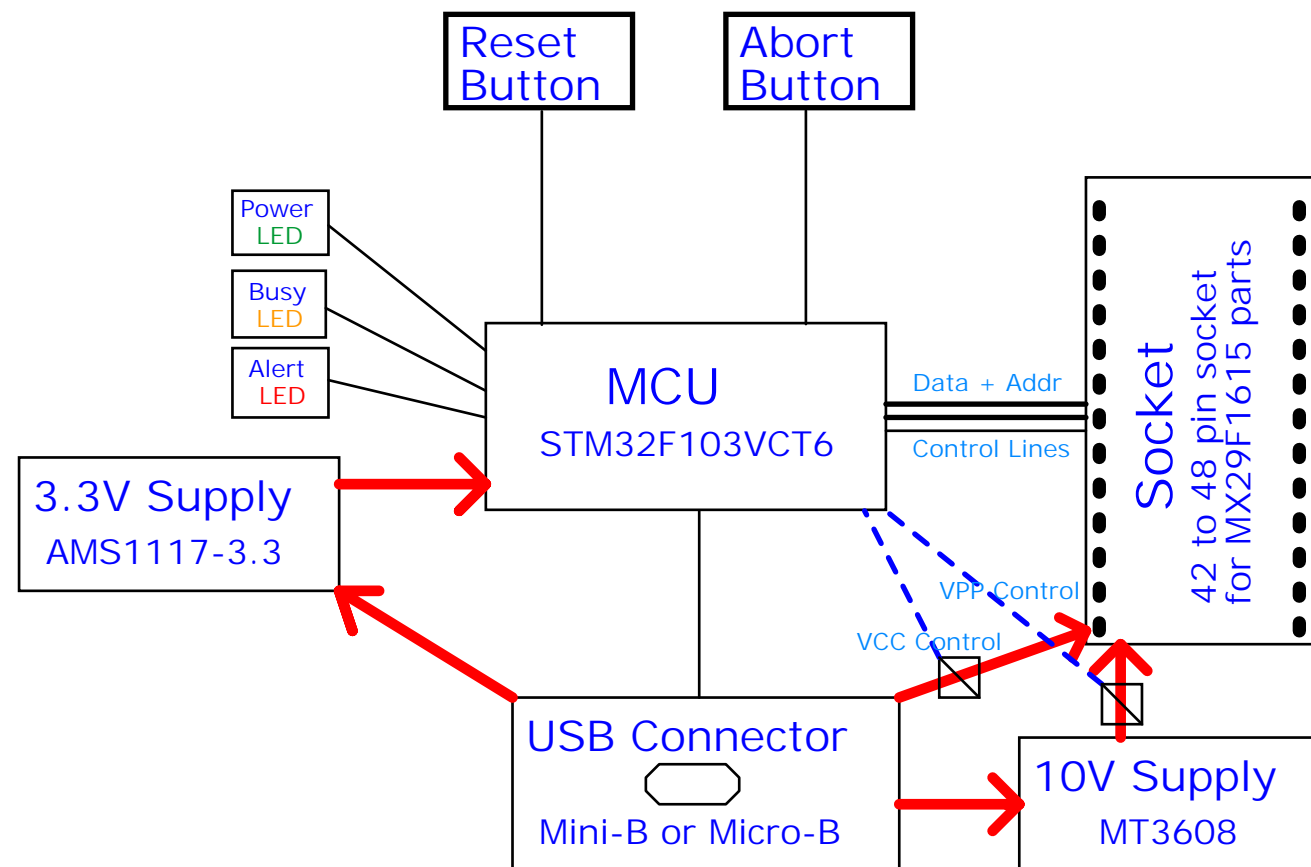 Reset
Button
Abort
Button
Power
LED
Busy
LED
Alert
LED
MCU
STM32F103VCT6
Data + Addr
Control Lines
Socket
42 to 48 pin socket
for MX29F1615 parts
3.3V Supply
AMS1117-3.3
VPP Control
VCC Control
USB Connector
Mini-B or Micro-B
10V Supply
MT3608